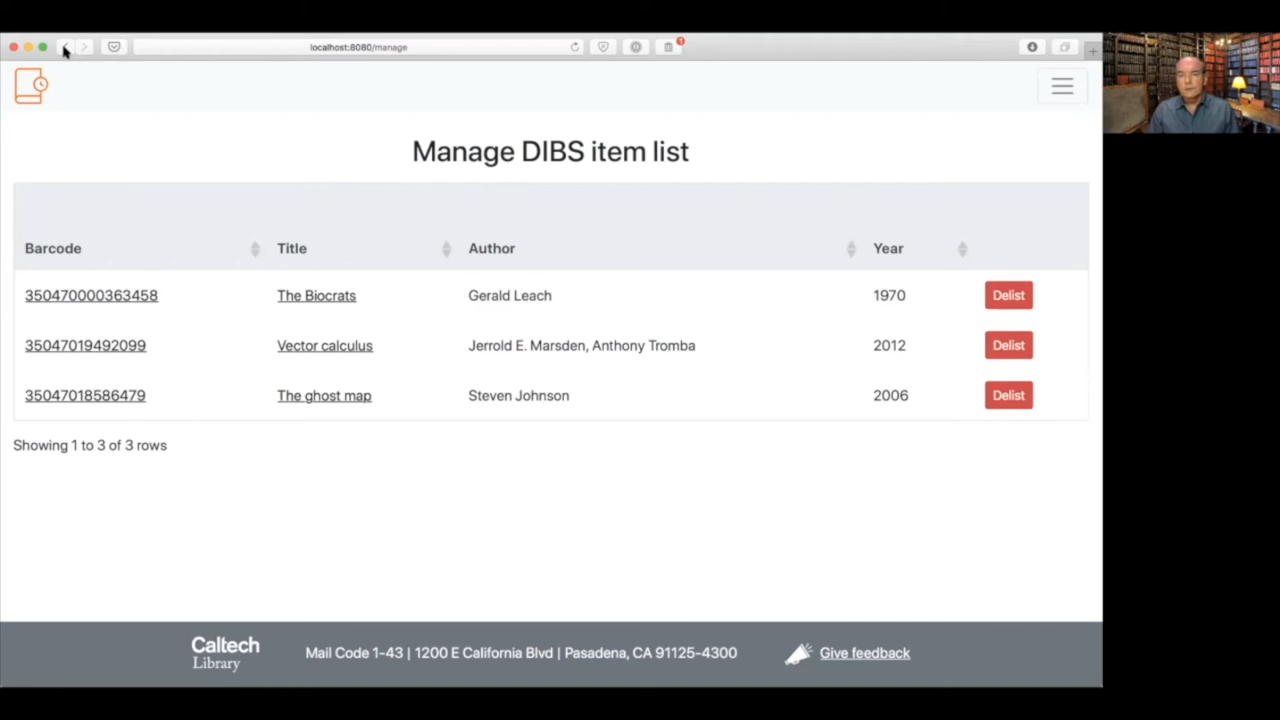 localhost:8080/manage
1
Manage DIBS item list
Barcode Title Author Year
350470000363458 The Biocrats Gerald Leach 1970 Delist
35047019492099 Vector calculus Jerrold E. Marsden, Anthony Tromba 2012 Delist
35047018586479 The ghost map Steven Johnson 2006 Delist
Showing 1 to 3 of 3 rows
Caltech
Library
Mail Code 1-43 | 1200 E California Blvd | Pasadena, CA 91125-4300
Give feedback